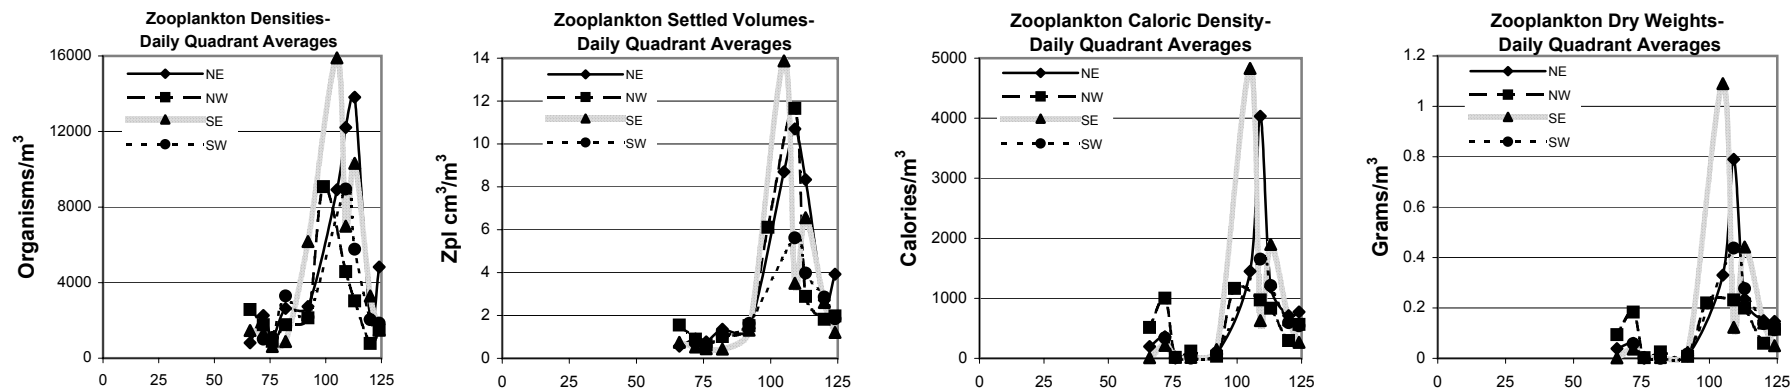 Zooplankton Densities-
Daily Quadrant Averages
16000
12000
8000
4000
0
Organisms/m³
NE
NW
SE
SW
0 25 50 75 100 125
Zooplankton Settled Volumes-
Daily Quadrant Averages
14
12
10
8
6
4
2
0
Zpl cm³/m³
NE
NW
SE
SW
0 25 50 75 100 125
Zooplankton Caloric Density-
Daily Quadrant Averages
5000
4000
3000
2000
1000
0
Calories/m³
NE
NW
SE
SW
0 25 50 75 100 125
Zooplankton Dry Weights-
Daily Quadrant Averages
1.2
1
0.8
0.6
0.4
0.2
0
Grams/m³
NE
NW
SE
SW
0 25 50 75 100 125